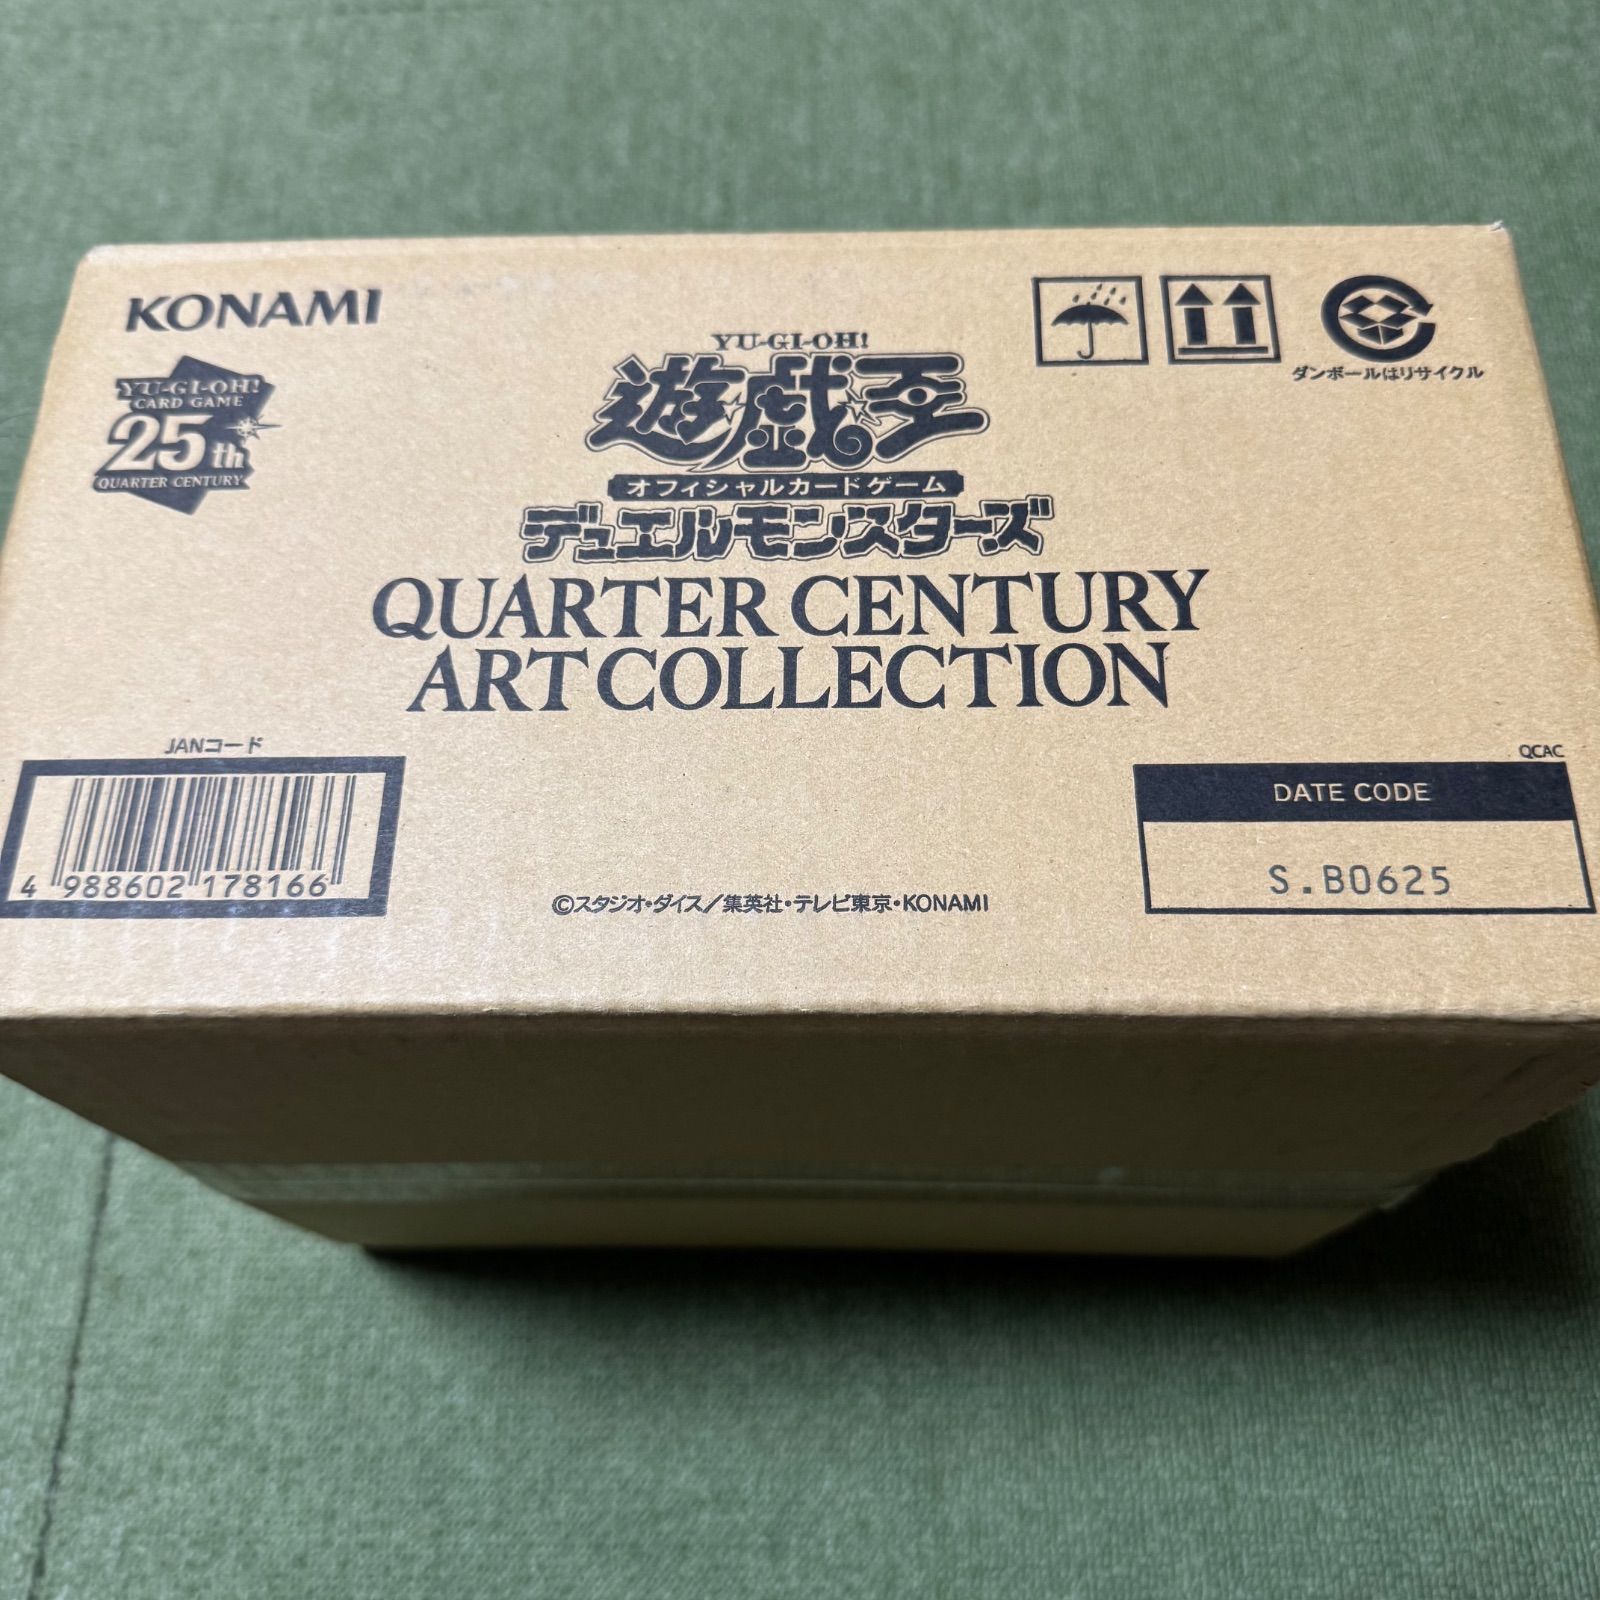 KONAMI
YU-GI-OH!
CARD GAME
25th
QUARTER CENTURY
YU-GI-OH!
遊戯王
オフィシャルカードゲーム
デュエルモンスターズ
QUARTER CENTURY
ART COLLECTION
ダンボールはリサイクル
JANコード
4 988602 178166
QCAC
DATE CODE
S.B0625
©スタジオ・ダイス/集英社・テレビ東京・KONAMI